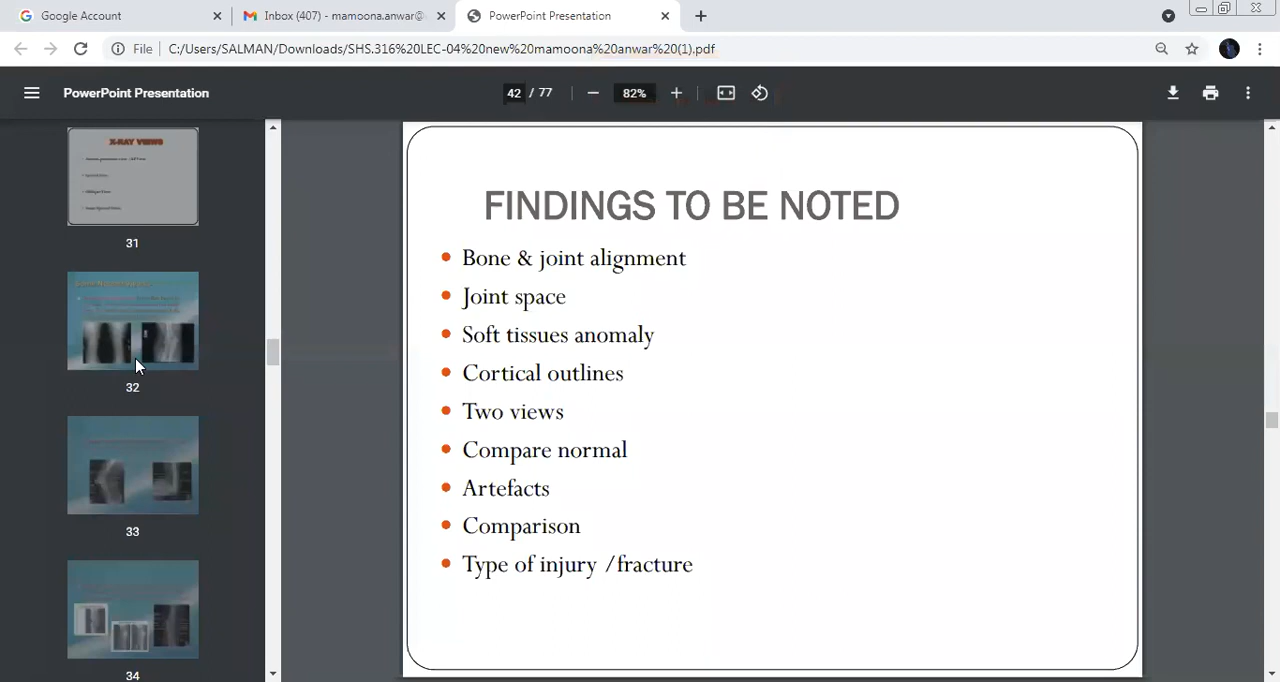 Google Account
Inbox (407) - mamoona.anwar@
PowerPoint Presentation
File
C:/Users/SALMAN/Downloads/SHS.316%20LEC-04%20new%20mamoona%20anwar%20(1).pdf
PowerPoint Presentation
42 / 77
82%
X-RAY VIEWS
31
32
33
34
FINDINGS TO BE NOTED
Bone & joint alignment
Joint space
Soft tissues anomaly
Cortical outlines
Two views
Compare normal
Artefacts
Comparison
Type of injury /fracture